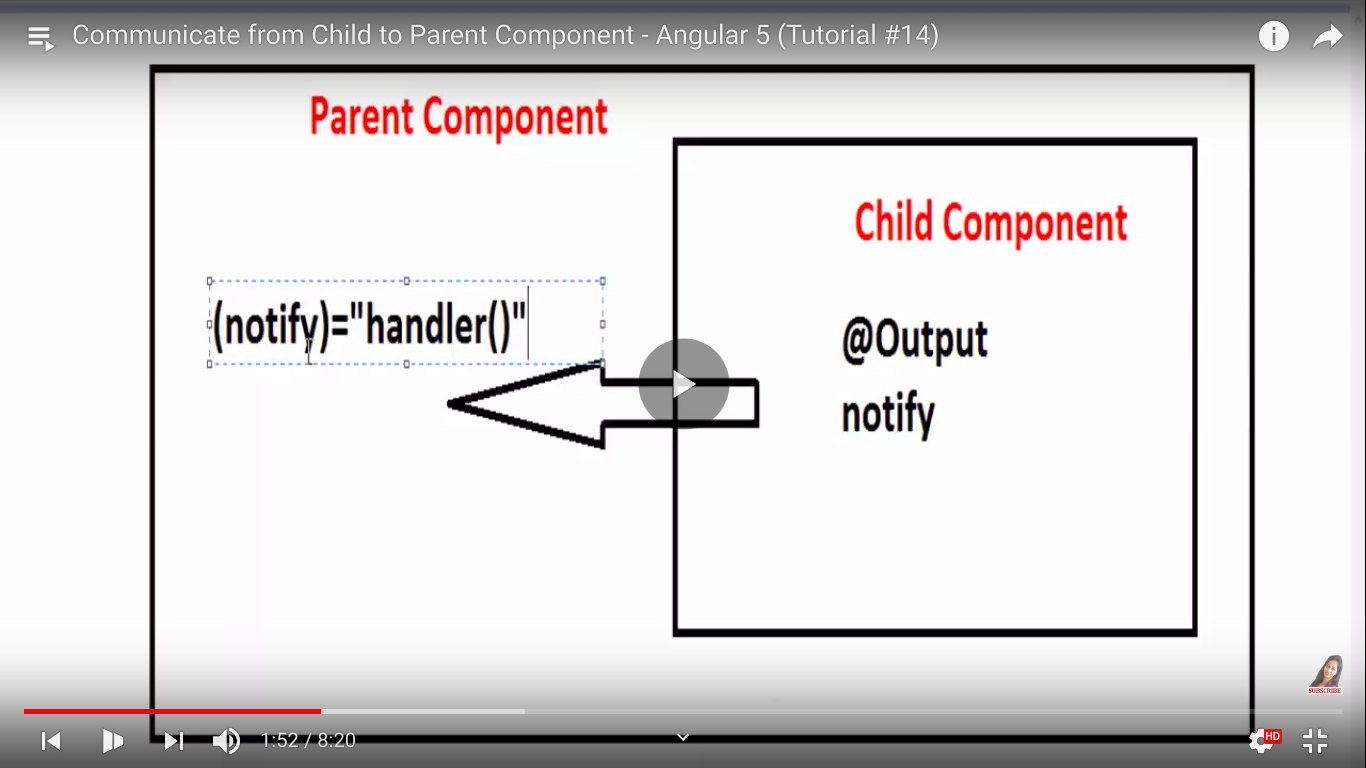 Communicate from Child to Parent Component - Angular 5 (Tutorial #14)
Parent Component
Child Component
(notify)="handler()"
@Output
notify
SUBSCRIBE
1:52 / 8:20
HD